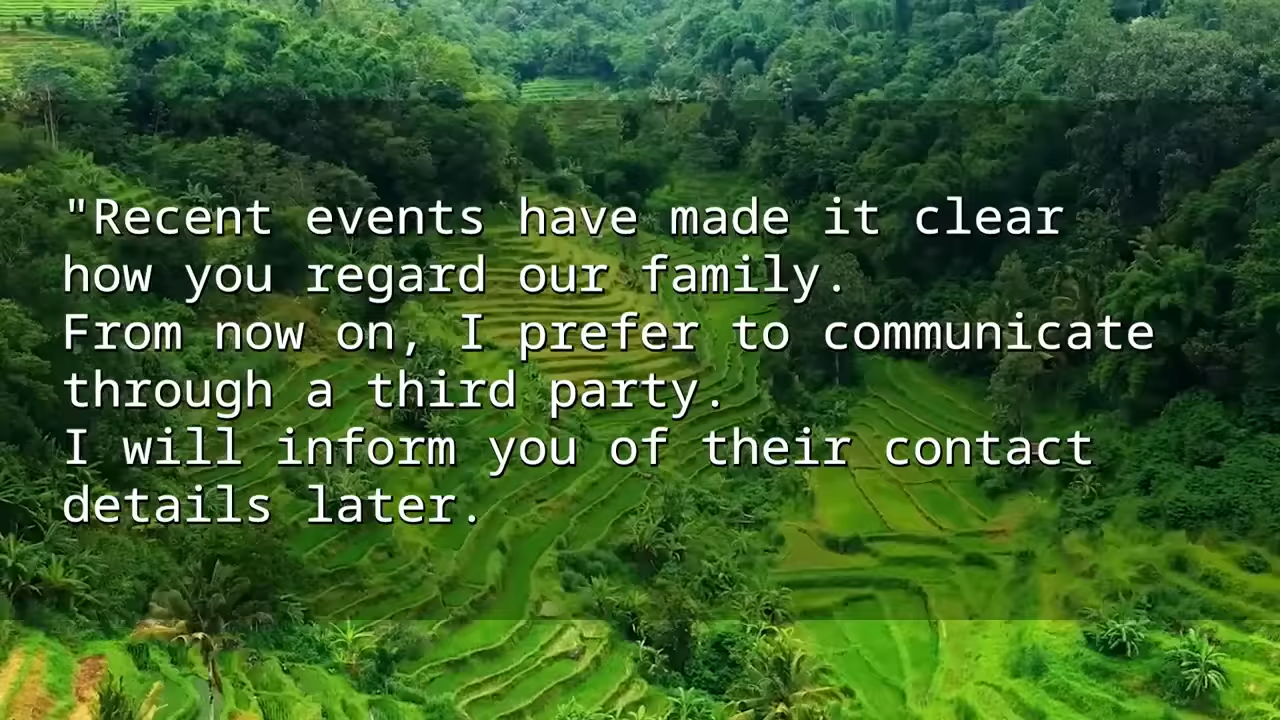 "Recent events have made it clear
how you regard our family.
From now on, I prefer to communicate
through a third party.
I will inform you of their contact
details later.